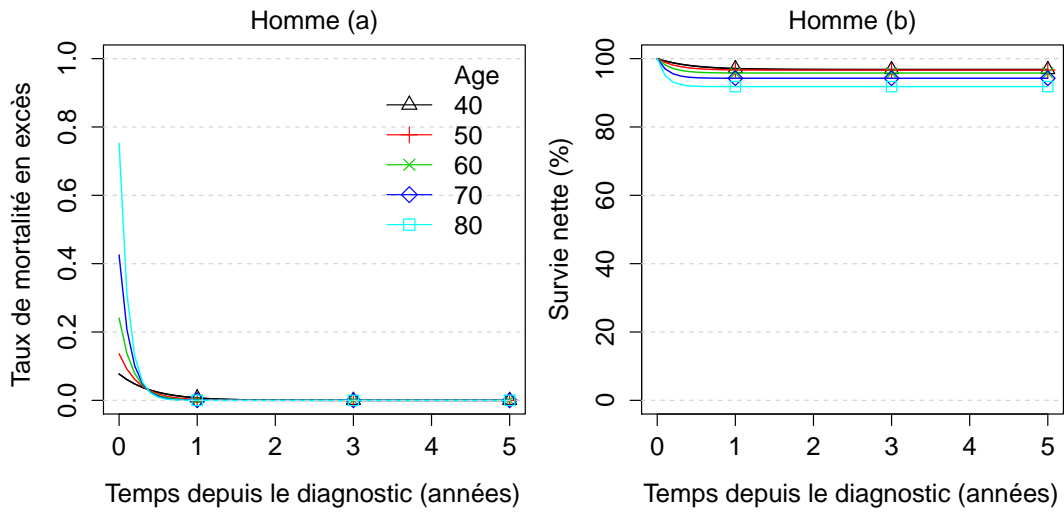 Homme (a)
Taux de mortalité en excès
1.0
0.8
0.6
0.4
0.2
0.0
Age
40
50
60
70
80
0 1 2 3 4 5
Temps depuis le diagnostic (années)
Homme (b)
Survie nette (%)
100
80
60
40
20
0
0 1 2 3 4 5
Temps depuis le diagnostic (années)